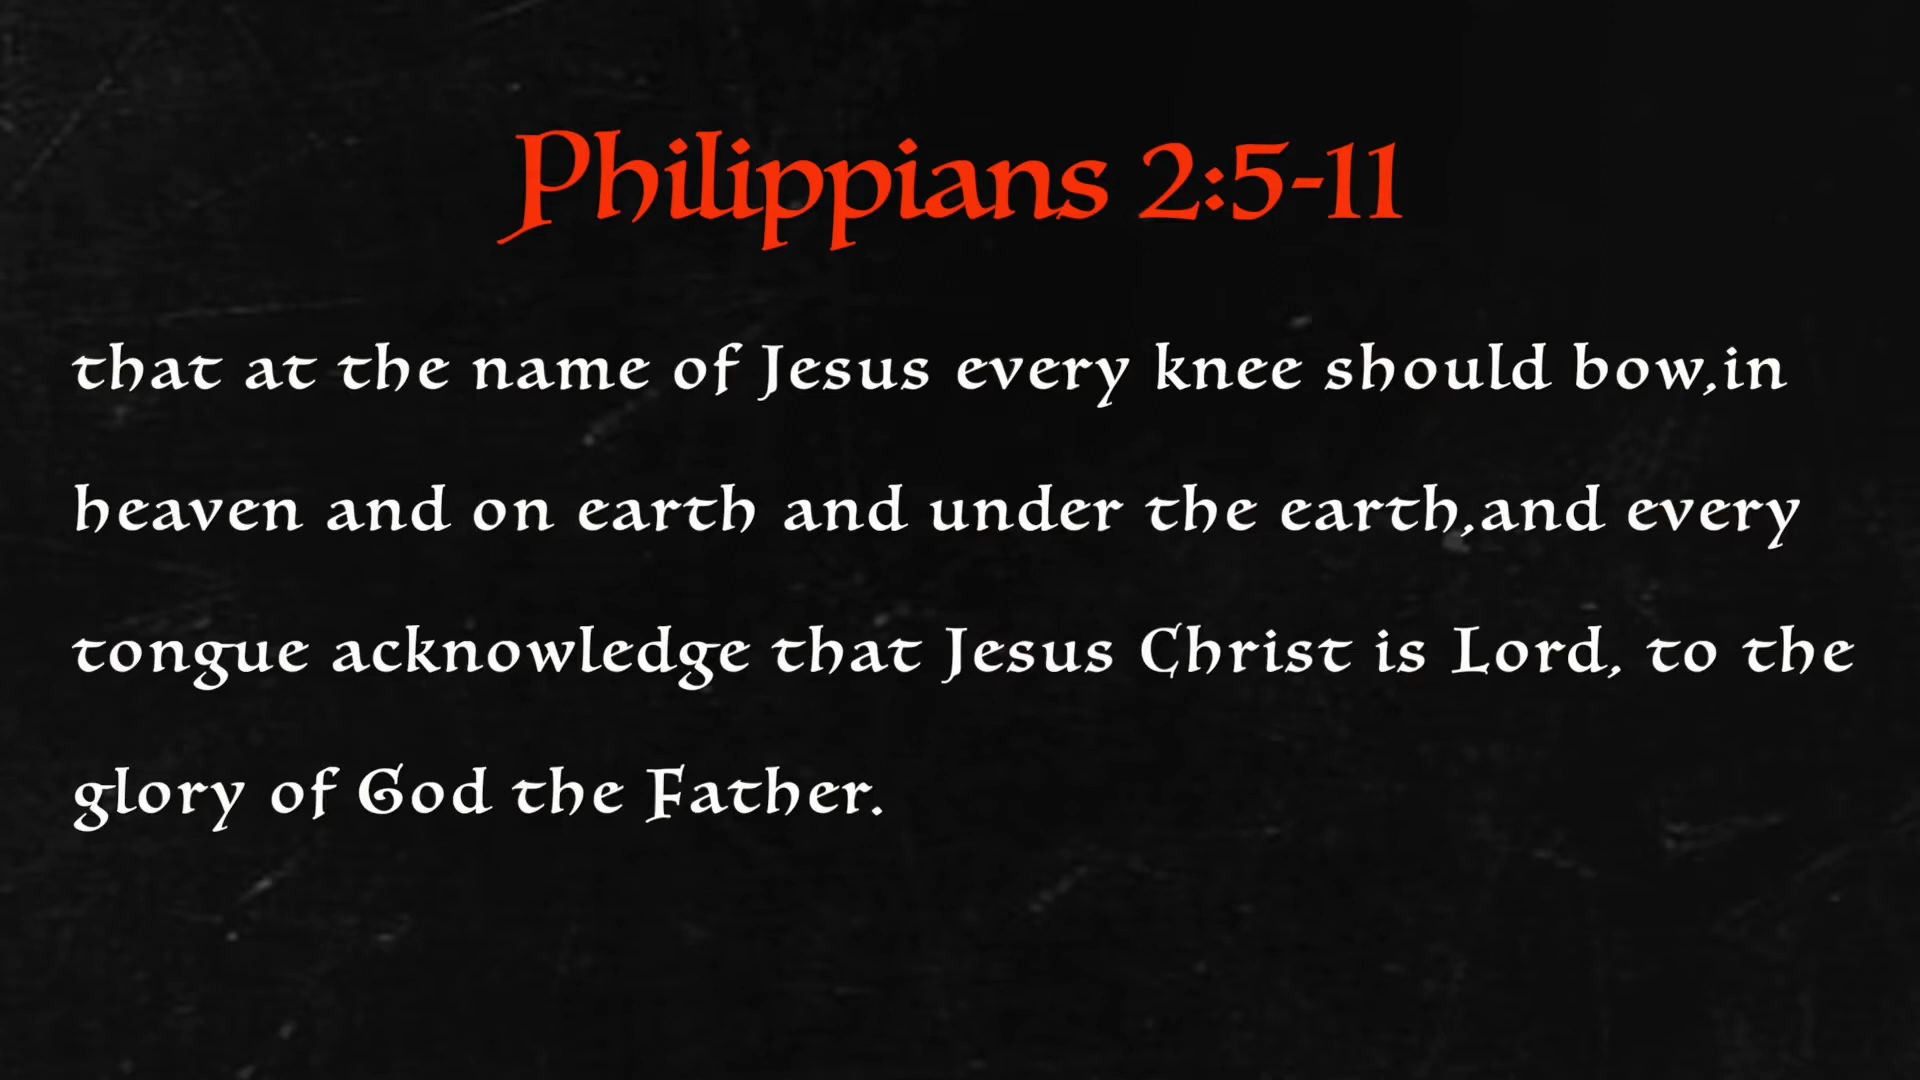 Philippians 2:5-11
that at the name of Jesus every knee should bow,in
heaven and on earth and under the earth,and every
tongue acknowledge that Jesus Christ is Lord, to the
glory of God the Father.